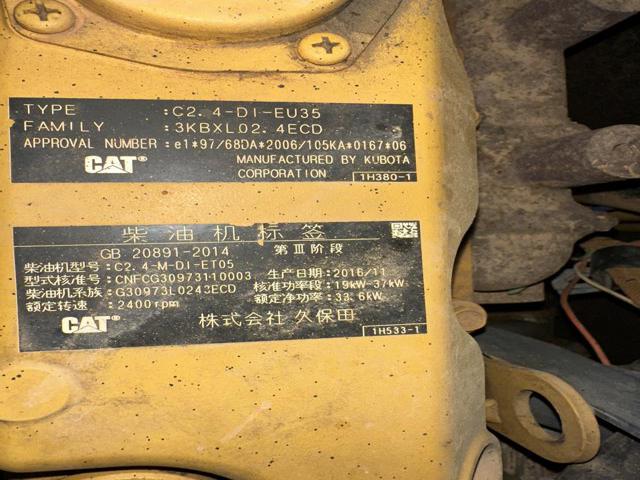 TYPE :C2.4-DI-EU35
FAMILY :3KBXL02.4ECD
APPROVAL NUMBER :e1*97/68DA*2006/105KA*0167*06
CAT® MANUFACTURED BY KUBOTA
CORPORATION 1H380-1
柴油机标签
GB 20891-2014 第Ⅲ阶段
柴油机型号:C2.4-M-DI-ET05 生产日期:2016/11
型式核准号:CNFCG309731310003 核准功率段:19kW-37kW
柴油机系族:G30973L0243ECD 额定净功率:33.6kW
额定转速:2400rpm
CAT® 株式会社久保田 1H533-1